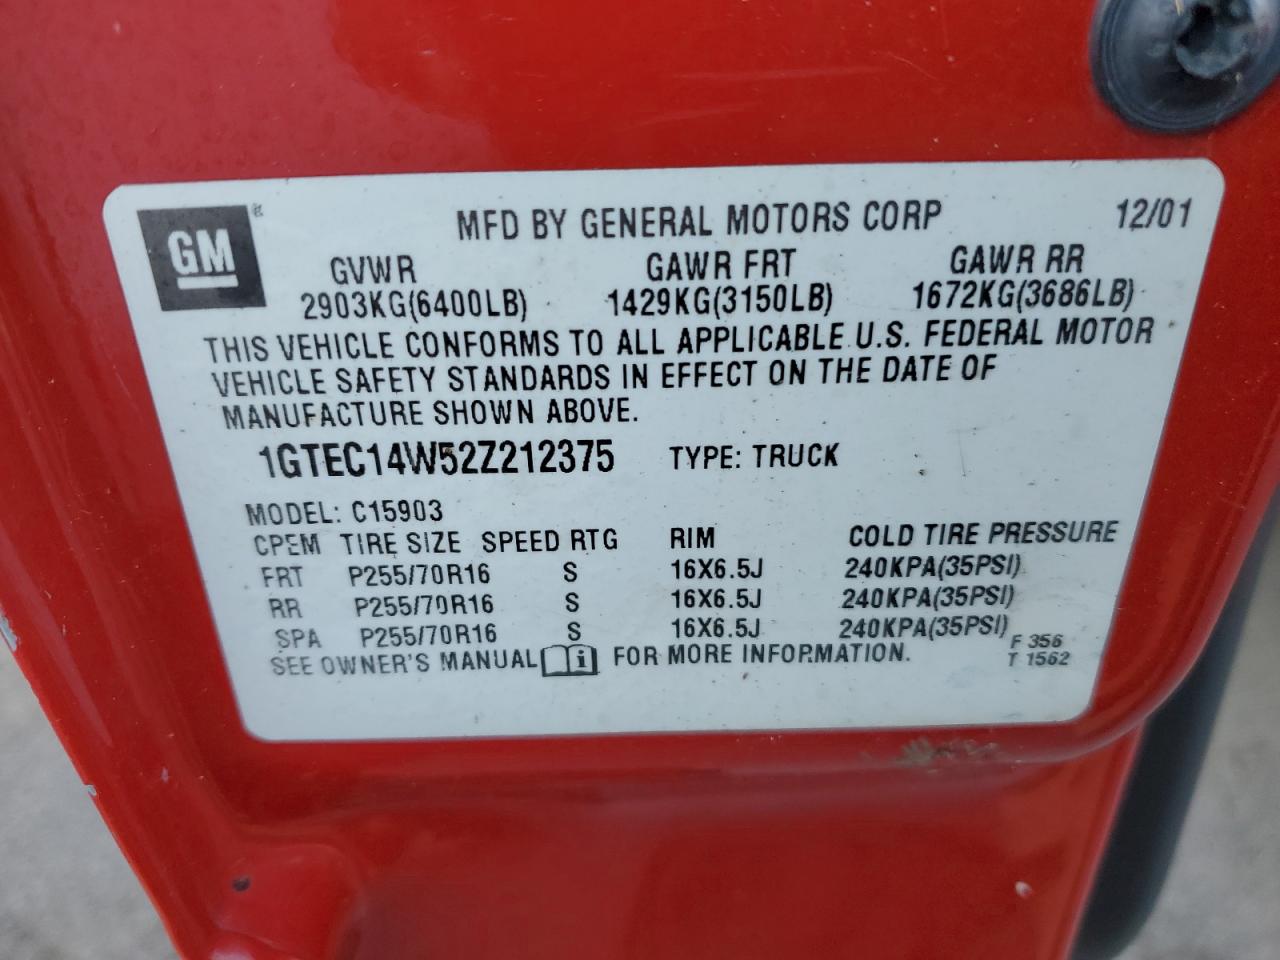 GM
MFD BY GENERAL MOTORS CORP 12/01
GVWR GAWR FRT GAWR RR
2903KG(6400LB) 1429KG(3150LB) 1672KG(3686LB)
THIS VEHICLE CONFORMS TO ALL APPLICABLE U.S. FEDERAL MOTOR
VEHICLE SAFETY STANDARDS IN EFFECT ON THE DATE OF
MANUFACTURE SHOWN ABOVE.
1GTEC14W52Z212375 TYPE: TRUCK
MODEL: C15903
CPEM TIRE SIZE SPEED RTG RIM COLD TIRE PRESSURE
FRT P255/70R16 S 16X6.5J 240KPA(35PSI)
RR P255/70R16 S 16X6.5J 240KPA(35PSI)
SPA P255/70R16 S 16X6.5J 240KPA(35PSI)
SEE OWNER'S MANUAL FOR MORE INFORMATION.
F 356
T 1562